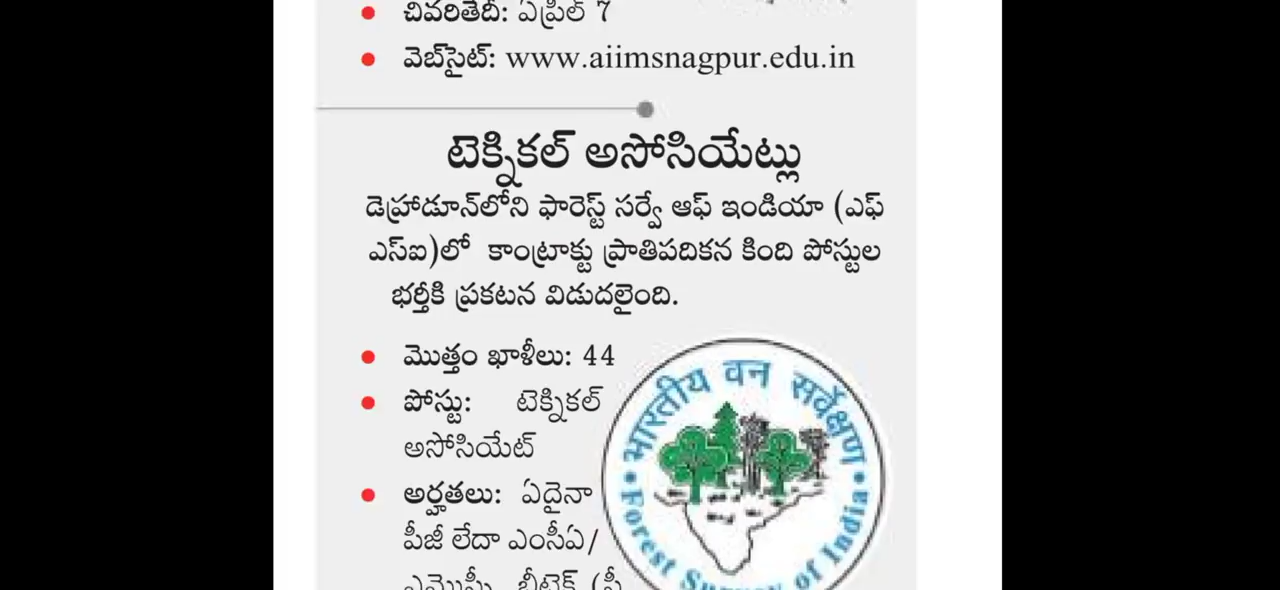 చివరితేదీ: ఏప్రిల్ 7
వెబ్‌సైట్: www.aiimsnagpur.edu.in
టెక్నికల్ అసోసియేట్లు
డెహ్రాడూన్‌లోని ఫారెస్ట్ సర్వే ఆఫ్ ఇండియా (ఎఫ్
ఎస్ఐ)లో కాంట్రాక్టు ప్రాతిపదికన కింది పోస్టుల
భర్తీకి ప్రకటన విడుదలైంది.
మొత్తం ఖాళీలు: 44
పోస్టు: టెక్నికల్
అసోసియేట్
అర్హతలు: ఏదైనా
పీజీ లేదా ఎంసీఏ/
भारतीय वन सर्वेक्षण
Forest Survey of India